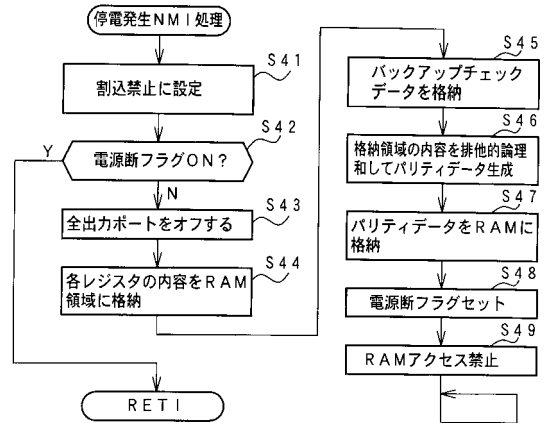 停電発生NMI処理
S41
割込禁止に設定
S42
電源断フラグON?
Y
N
S43
全出力ポートをオフする
S44
各レジスタの内容をRAM
領域に格納
RETI
S45
バックアップチェック
データを格納
S46
格納領域の内容を排他的論理
和してパリティデータ生成
S47
パリティデータをRAMに
格納
S48
電源断フラグセット
S49
RAMアクセス禁止